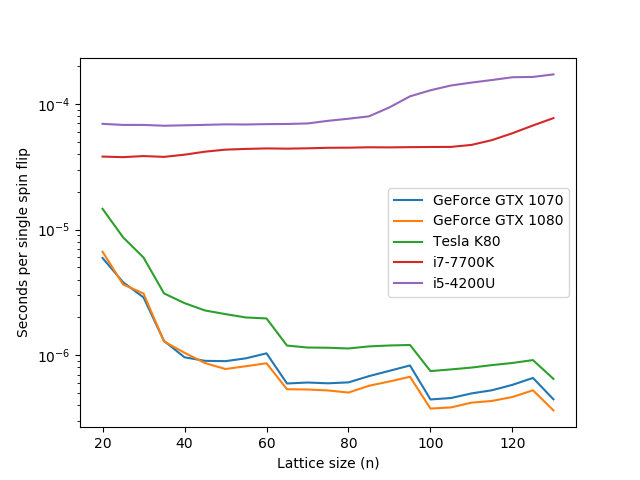 Seconds per single spin flip
10⁻⁴
10⁻⁵
10⁻⁶
GeForce GTX 1070
GeForce GTX 1080
Tesla K80
i7-7700K
i5-4200U
20 40 60 80 100 120
Lattice size (n)